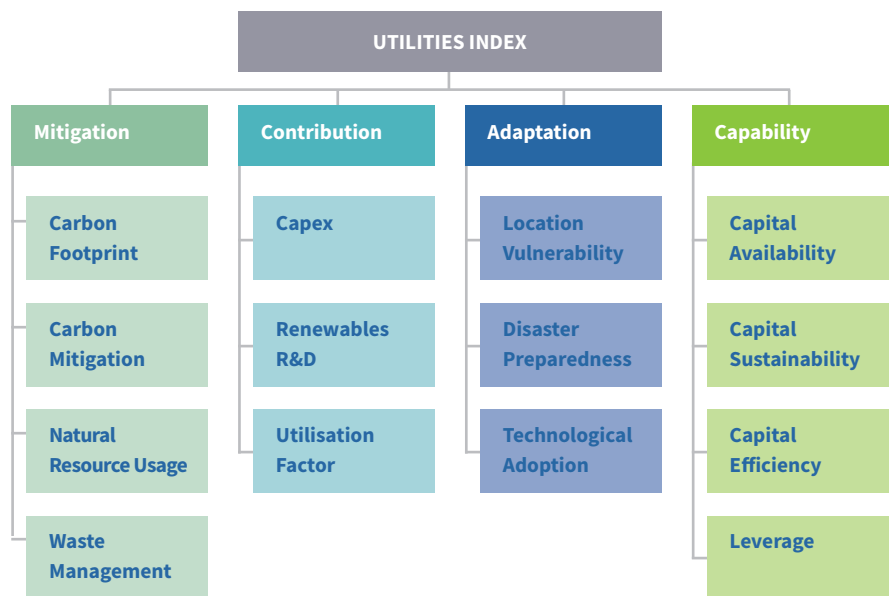 UTILITIES INDEX
Mitigation
Carbon
Footprint
Carbon
Mitigation
Natural
Resource Usage
Waste
Management
Contribution
Capex
Renewables
R&D
Utilisation
Factor
Adaptation
Location
Vulnerability
Disaster
Preparedness
Technological
Adoption
Capability
Capital
Availability
Capital
Sustainability
Capital
Efficiency
Leverage